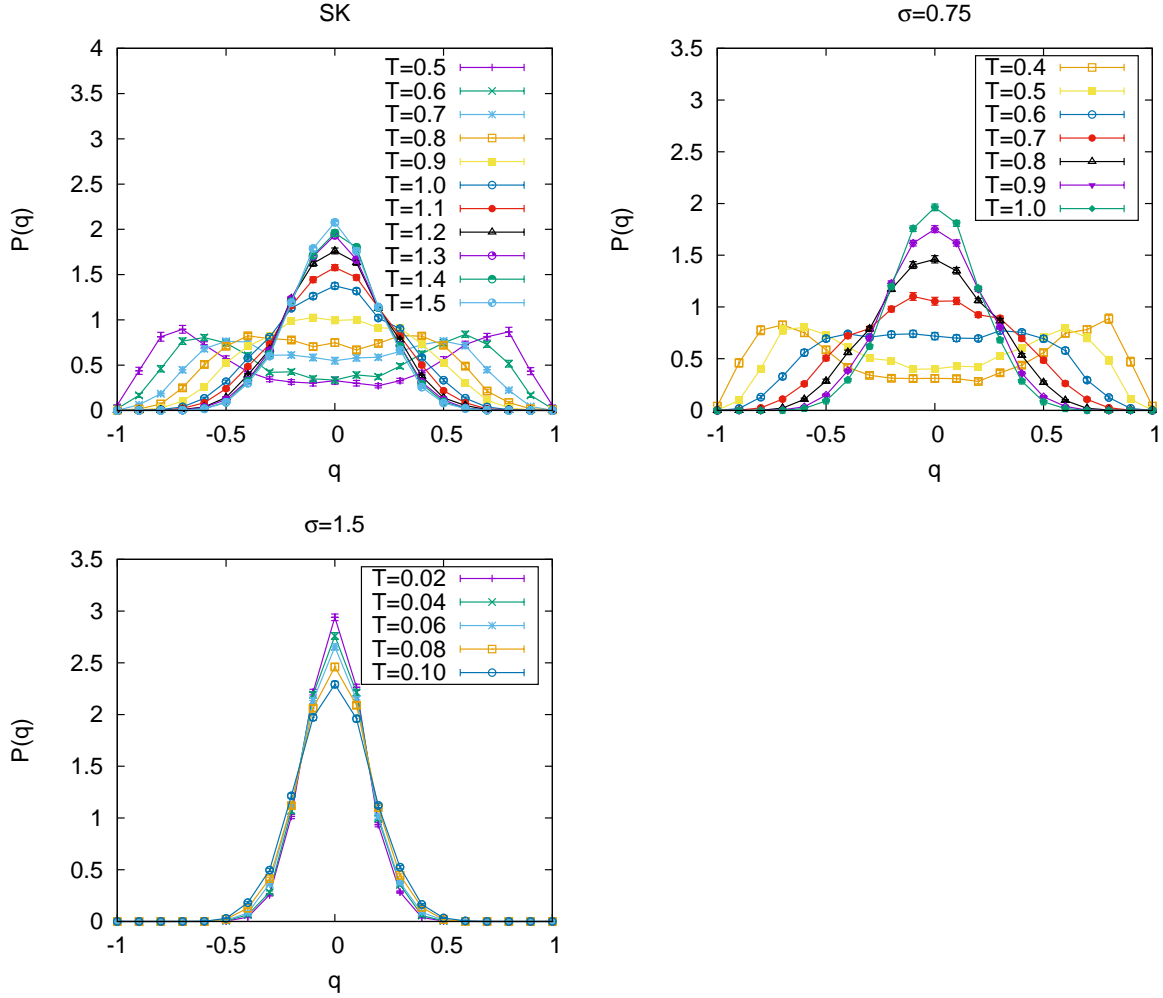 SK
4
3.5
3
2.5
2
1.5
1
0.5
0
-1
-0.5
0
0.5
1
P(q)
q
T=0.5
T=0.6
T=0.7
T=0.8
T=0.9
T=1.0
T=1.1
T=1.2
T=1.3
T=1.4
T=1.5
σ=0.75
3.5
3
2.5
2
1.5
1
0.5
0
-1
-0.5
0
0.5
1
P(q)
q
T=0.4
T=0.5
T=0.6
T=0.7
T=0.8
T=0.9
T=1.0
σ=1.5
3.5
3
2.5
2
1.5
1
0.5
0
-1
-0.5
0
0.5
1
P(q)
q
T=0.02
T=0.04
T=0.06
T=0.08
T=0.10